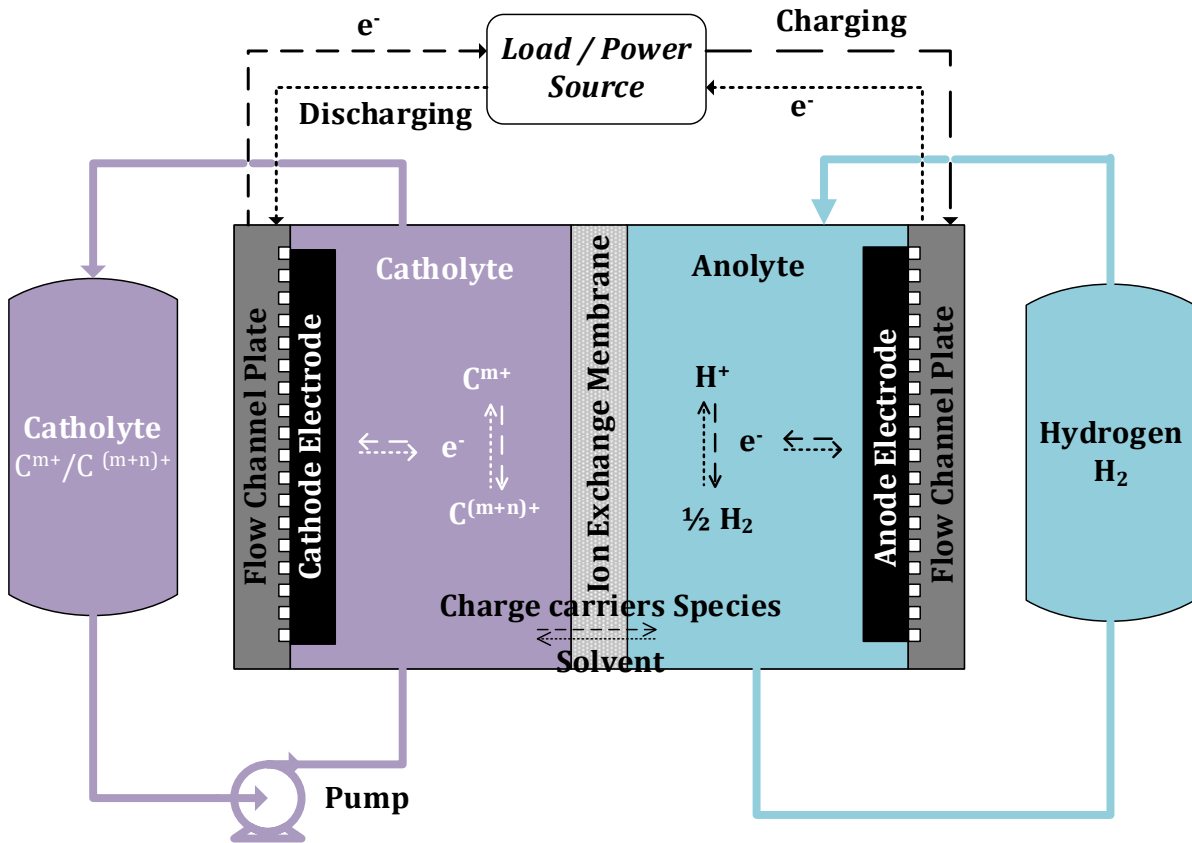 e⁻
Charging
Load / Power
Source
Discharging
e⁻
Catholyte
Anolyte
Flow Channel Plate
Cathode Electrode
Ion Exchange Membrane
Anode Electrode
Flow Channel Plate
Cᵐ⁺
H⁺
Catholyte
Cᵐ⁺/C ⁽ᵐ⁺ⁿ⁾⁺
e⁻
e⁻
Hydrogen
H₂
C⁽ᵐ⁺ⁿ⁾⁺
½ H₂
Charge carriers Species
Solvent
Pump